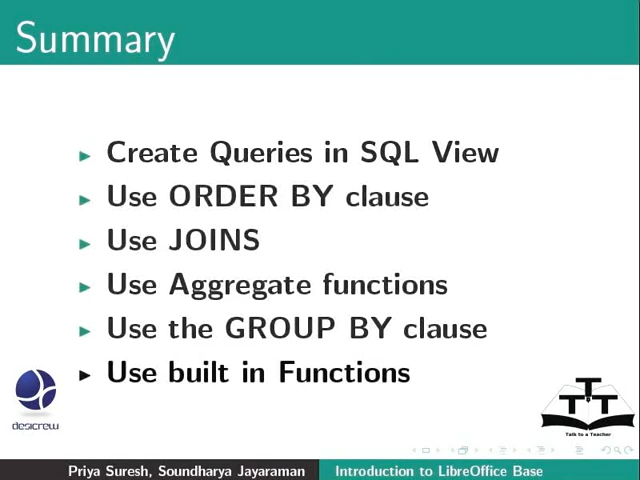 Summary
Create Queries in SQL View
Use ORDER BY clause
Use JOINS
Use Aggregate functions
Use the GROUP BY clause
Use built in Functions
desicrew
TTT
Talk to a Teacher
Priya Suresh, Soundharya Jayaraman
Introduction to LibreOffice Base